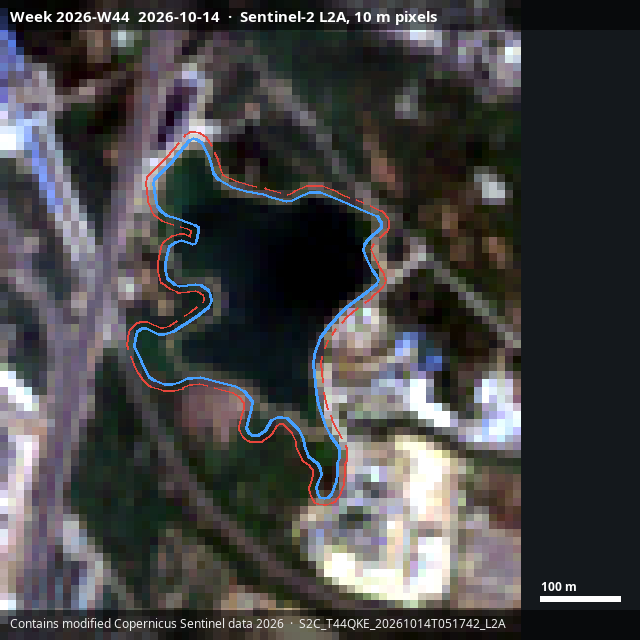 Week 2026-W44  2026-10-14  ·  Sentinel-2 L2A, 10 m pixels
100 m
Contains modified Copernicus Sentinel data 2026  ·  S2C_T44QKE_20261014T051742_L2A